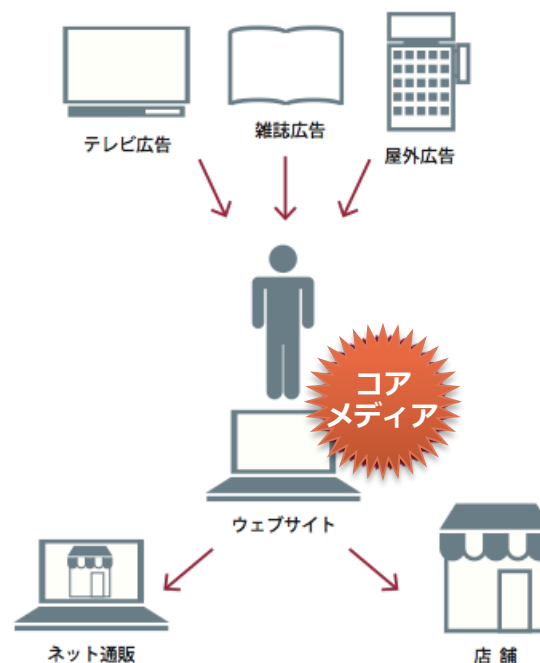 テレビ広告
雑誌広告
屋外広告
コア
メディア
ウェブサイト
ネット通販
店舗